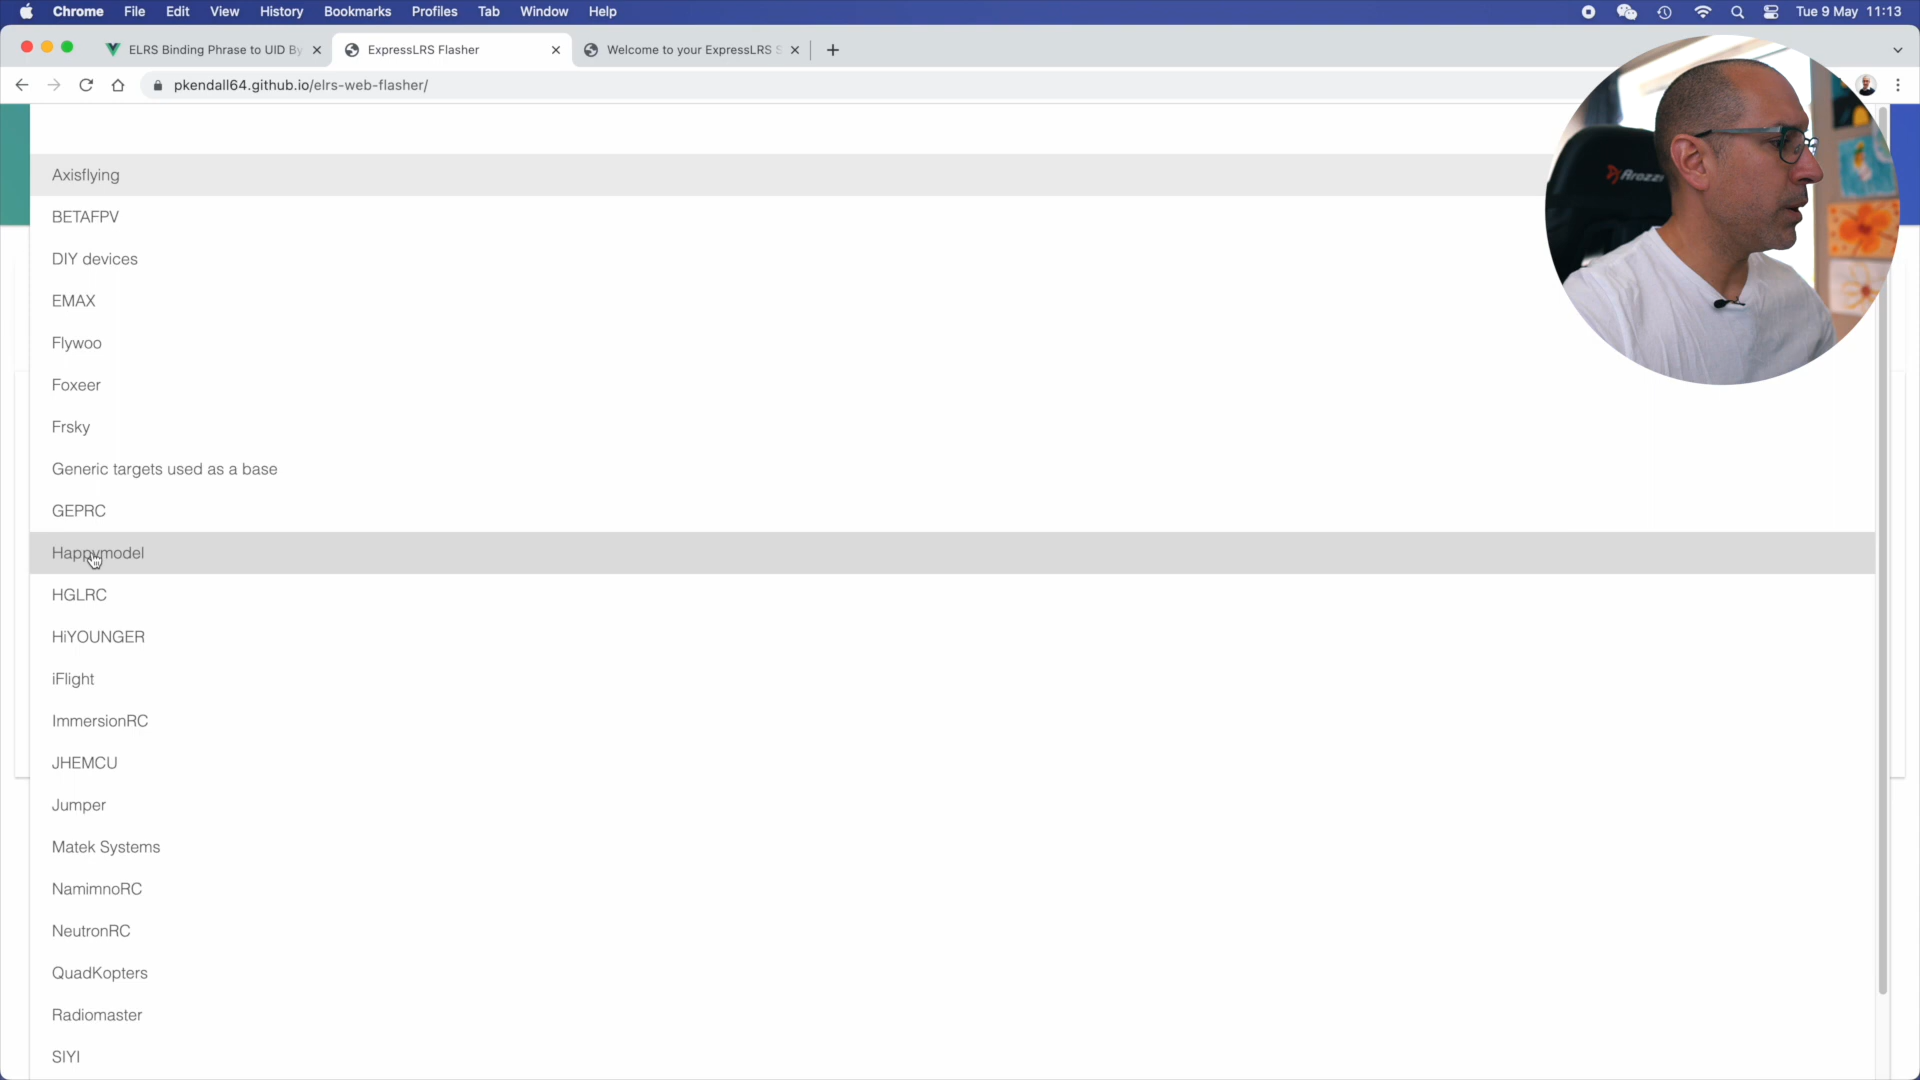 Chrome File Edit View History Bookmarks Profiles Tab Window Help Tue 9 May 11:13
ELRS Binding Phrase to UID By ExpressLRS Flasher Welcome to your ExpressLRS S
pkendall64.github.io/elrs-web-flasher/
Arozzi
Axisflying
BETAFPV
DIY devices
EMAX
Flywoo
Foxeer
Frsky
Generic targets used as a base
GEPRC
Happymodel
HGLRC
HiYOUNGER
iFlight
ImmersionRC
JHEMCU
Jumper
Matek Systems
NamimnoRC
NeutronRC
QuadKopters
Radiomaster
SIYI